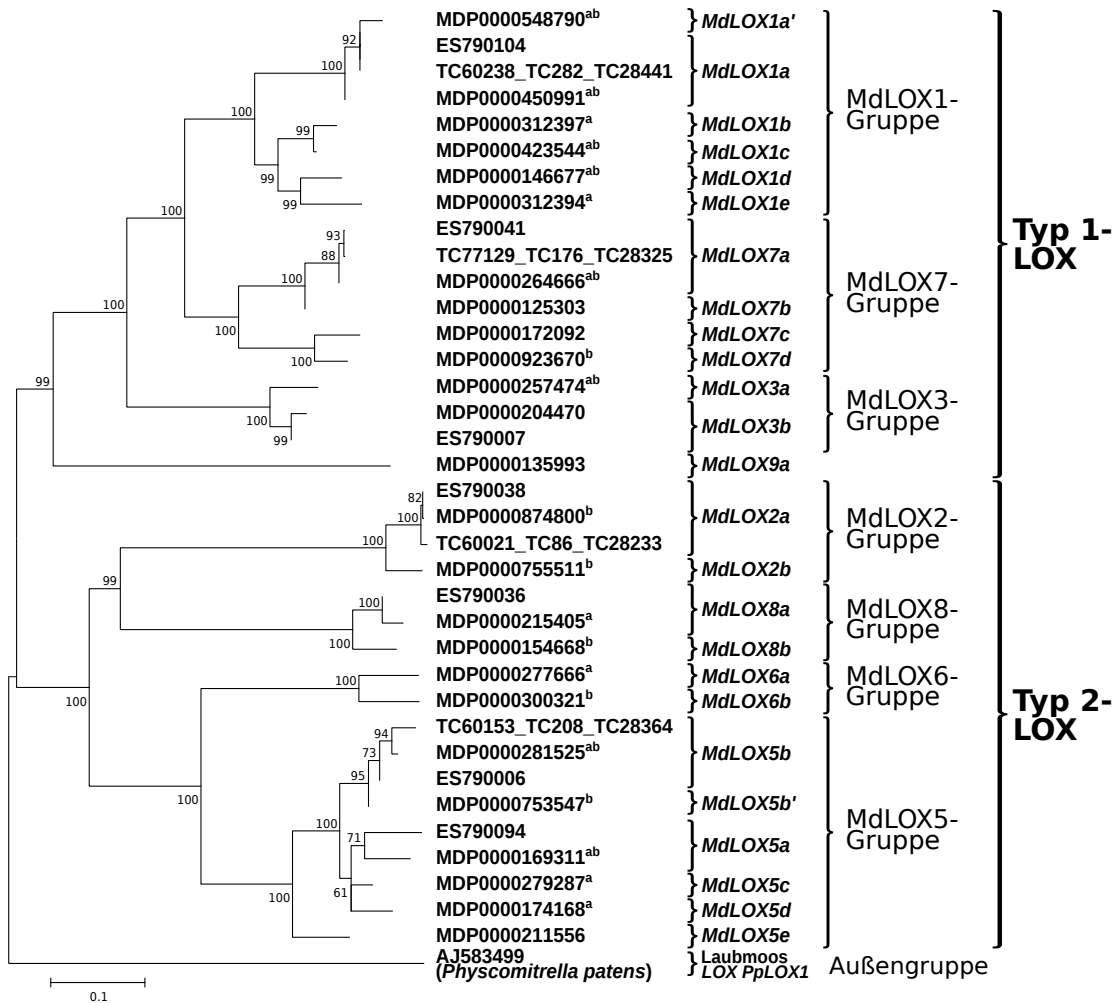 MDP0000548790ab } MdLOX1a'
ES790104
TC60238_TC282_TC28441 } MdLOX1a
MDP0000450991ab
MDP0000312397a } MdLOX1b
MDP0000423544ab } MdLOX1c
MDP0000146677ab } MdLOX1d
MDP0000312394a } MdLOX1e
MdLOX1-
Gruppe
ES790041
TC77129_TC176_TC28325 } MdLOX7a
MDP0000264666ab
MDP0000125303 } MdLOX7b
MDP0000172092 } MdLOX7c
MDP0000923670b } MdLOX7d
MdLOX7-
Gruppe
MDP0000257474ab } MdLOX3a
MDP0000204470
MdLOX3b
ES790007
MdLOX3-
Gruppe
MDP0000135993 } MdLOX9a
Typ 1-
LOX
ES790038
MDP0000874800b } MdLOX2a
TC60021_TC86_TC28233
MDP0000755511b } MdLOX2b
MdLOX2-
Gruppe
ES790036
MdLOX8a
MDP0000215405a
MDP0000154668b } MdLOX8b
MdLOX8-
Gruppe
MDP0000277666a } MdLOX6a
MDP0000300321b } MdLOX6b
MdLOX6-
Gruppe
TC60153_TC208_TC28364
MDP0000281525ab } MdLOX5b
ES790006
MDP0000753547b } MdLOX5b'
ES790094
MdLOX5a
MDP0000169311ab
MDP0000279287a } MdLOX5c
MDP0000174168a } MdLOX5d
MDP0000211556 } MdLOX5e
MdLOX5-
Gruppe
Typ 2-
LOX
AJ583499
(Physcomitrella patens)
Laubmoos
LOX PpLOX1
Außengruppe
92
100
100
99
99
99
100
93
88
100
100
100
100
100
99
99
82
100
100
99
100
100
100
100
94
73
95
100
71
61
100
100
0.1